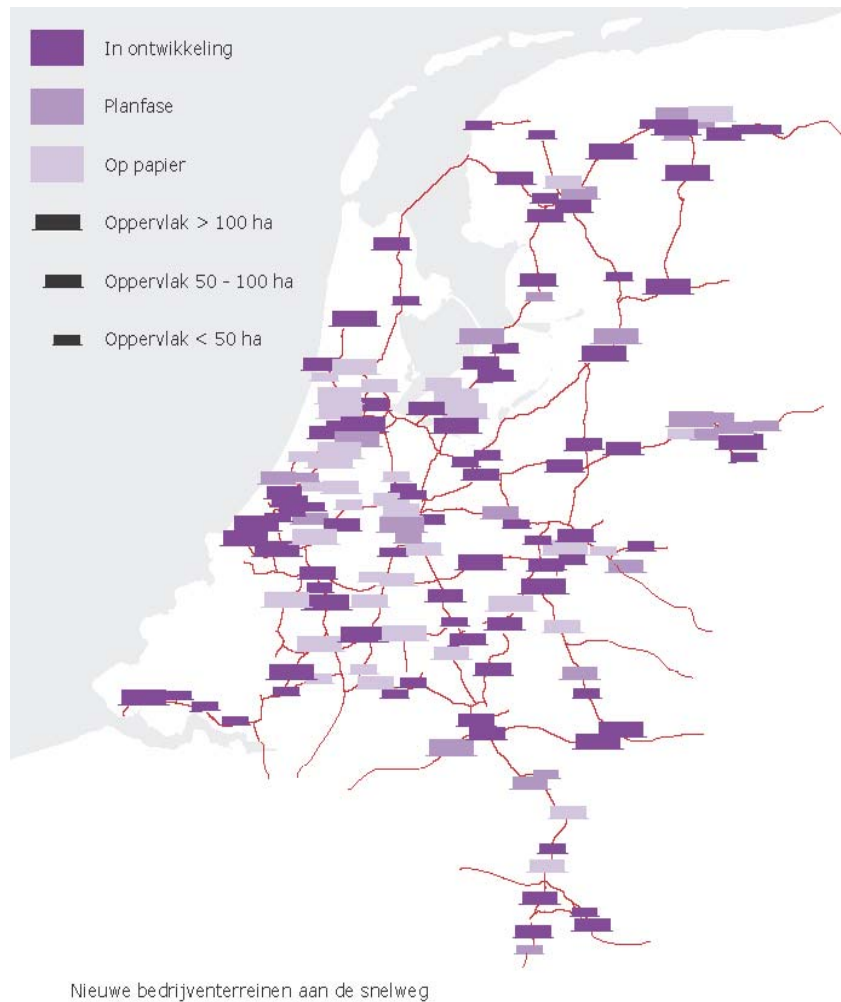 In ontwikkeling
Planfase
Op papier
Oppervlak > 100 ha
Oppervlak 50 - 100 ha
Oppervlak < 50 ha
Nieuwe bedrijventerreinen aan de snelweg